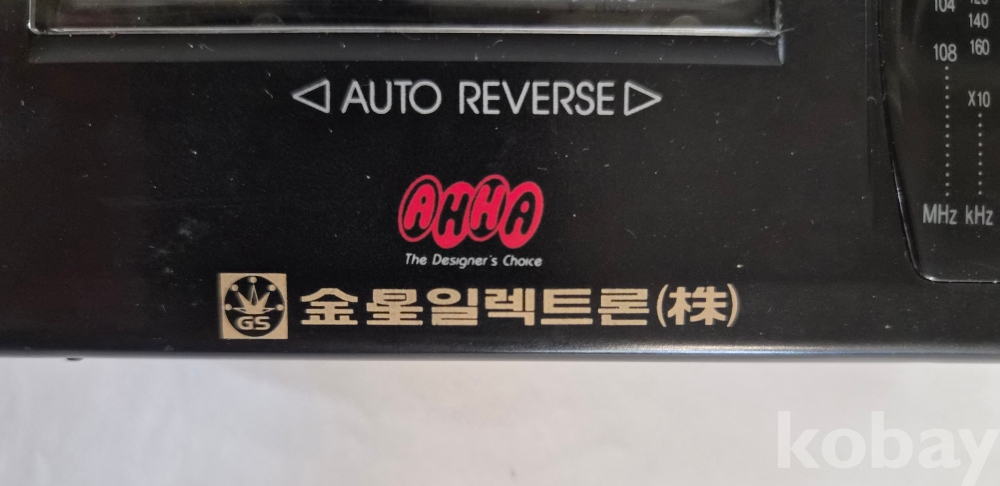 104
140
108 160
X10
MHz kHz
◁ AUTO REVERSE ▷
AHHA
The Designer's Choice
GS 金星일렉트론(株)
kobay